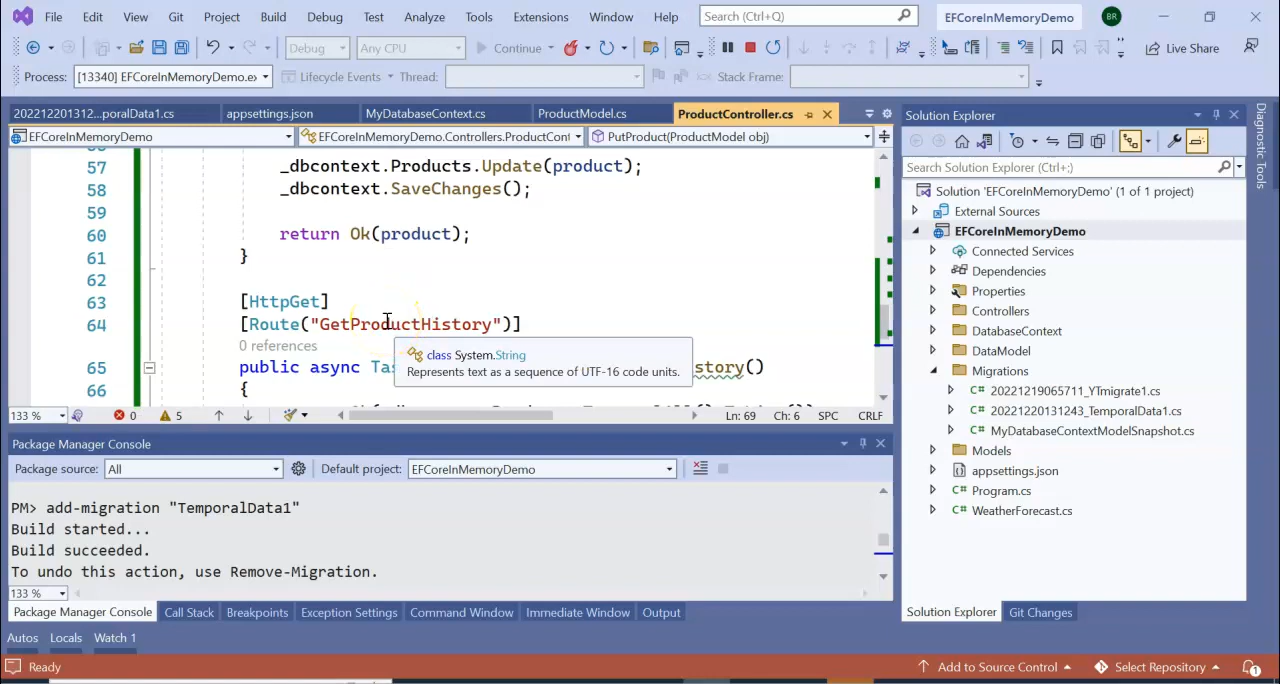 File Edit View Git Project Build Debug Test Analyze Tools Extensions Window Help Search (Ctrl+Q) EFCoreInMemoryDemo BR
Debug Any CPU Continue Live Share
Process: [13340] EFCoreInMemoryDemo.ex Lifecycle Events Thread: Stack Frame:
202212201312...poralData1.cs appsettings.json MyDatabaseContext.cs ProductModel.cs ProductController.cs
EFCoreInMemoryDemo EFCoreInMemoryDemo.Controllers.ProductCont PutProduct(ProductModel obj)
57 _dbcontext.Products.Update(product);
58 _dbcontext.SaveChanges();
59
60 return Ok(product);
61 }
62
63 [HttpGet]
64 [Route("GetProductHistory")]
0 references
class System.String
Represents text as a sequence of UTF-16 code units.
65 public async Tas story()
66 {
133 % 0 5 Ln: 69 Ch: 6 SPC CRLF
Package Manager Console
Package source: All Default project: EFCoreInMemoryDemo
PM> add-migration "TemporalData1"
Build started...
Build succeeded.
To undo this action, use Remove-Migration.
133 %
Package Manager Console Call Stack Breakpoints Exception Settings Command Window Immediate Window Output
Autos Locals Watch 1
Solution Explorer
Search Solution Explorer (Ctrl+;)
Solution 'EFCoreInMemoryDemo' (1 of 1 project)
External Sources
EFCoreInMemoryDemo
Connected Services
Dependencies
Properties
Controllers
DatabaseContext
DataModel
Migrations
C# 20221219065711_YTmigrate1.cs
C# 20221220131243_TemporalData1.cs
C# MyDatabaseContextModelSnapshot.cs
Models
appsettings.json
C# Program.cs
C# WeatherForecast.cs
Solution Explorer Git Changes
Diagnostic Tools
Ready Add to Source Control Select Repository 1